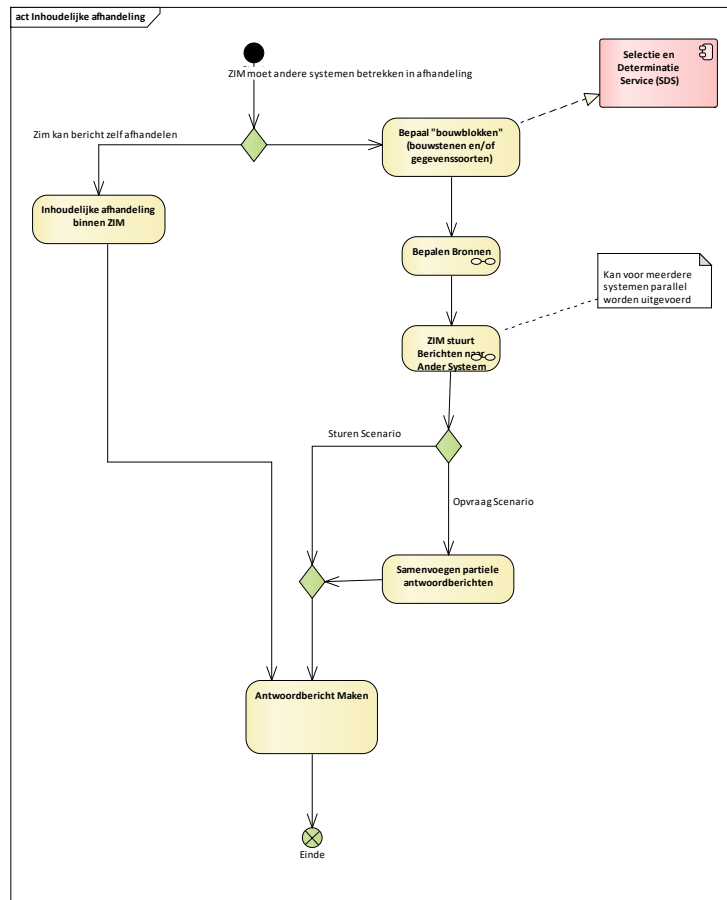 act Inhoudelijke afhandeling
ZIM moet andere systemen betrekken in afhandeling
Selectie en
Determinatie
Service (SDS)
Zim kan bericht zelf afhandelen
Bepaal "bouwblokken"
(bouwstenen en/of
gegevenssoorten)
Inhoudelijke afhandeling
binnen ZIM
Bepalen Bronnen
Kan voor meerdere
systemen parallel
worden uitgevoerd
ZIM stuurt
Berichten naar
Ander Systeem
Sturen Scenario
Opvraag Scenario
Samenvoegen partiele
antwoordberichten
Antwoordbericht Maken
Einde